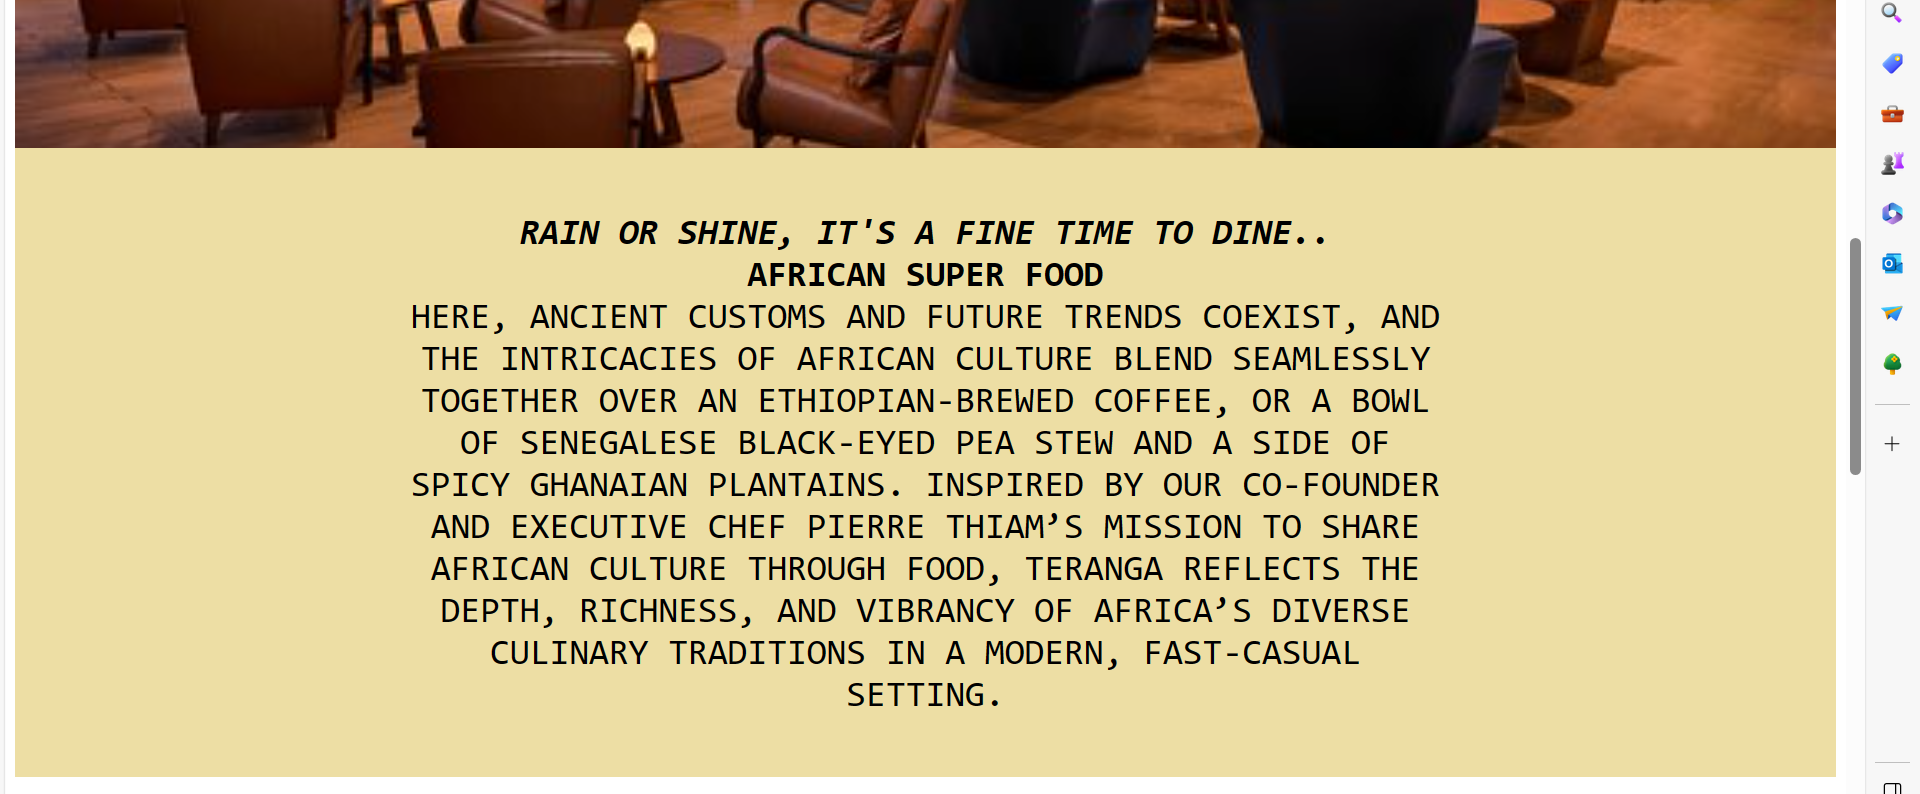 RAIN OR SHINE, IT'S A FINE TIME TO DINE..
AFRICAN SUPER FOOD
HERE, ANCIENT CUSTOMS AND FUTURE TRENDS COEXIST, AND
THE INTRICACIES OF AFRICAN CULTURE BLEND SEAMLESSLY
TOGETHER OVER AN ETHIOPIAN-BREWED COFFEE, OR A BOWL
OF SENEGALESE BLACK-EYED PEA STEW AND A SIDE OF
SPICY GHANAIAN PLANTAINS. INSPIRED BY OUR CO-FOUNDER
AND EXECUTIVE CHEF PIERRE THIAM’S MISSION TO SHARE
AFRICAN CULTURE THROUGH FOOD, TERANGA REFLECTS THE
DEPTH, RICHNESS, AND VIBRANCY OF AFRICA’S DIVERSE
CULINARY TRADITIONS IN A MODERN, FAST-CASUAL
SETTING.